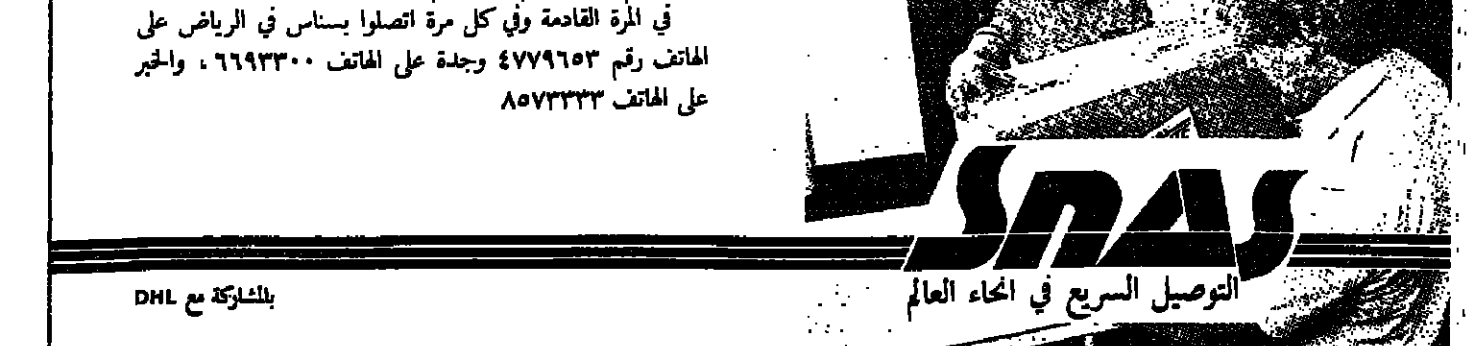 في المرة القادمة وفي كل مرة اتصلوا بسناس في الرياض على
الهاتف رقم ٤٧٧٩٦٥٣ وجدة على الهاتف ٦٦٩٣٣٠٠ ، والخبر
على الهاتف ٨٥٧٣٣٣٣
SNAS
التوصيل السريع في انحاء العالم
بالمشاركة مع DHL